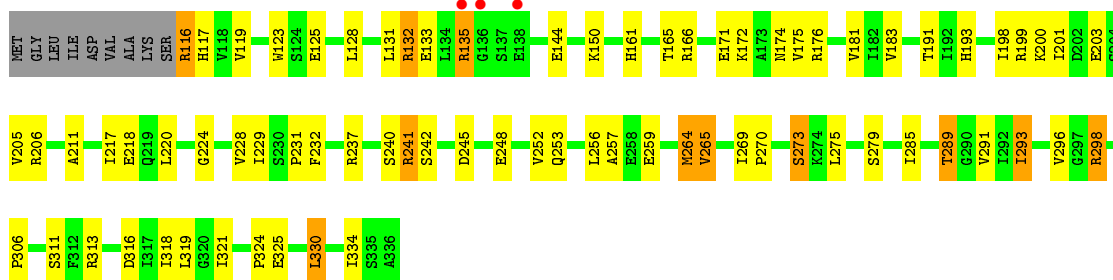 MET GLY LEU ILE ASP VAL ALA LYS SER R116 H117 V118 V119 W123 S124 E125 L128 L131 R132 E133 L134 R135 G136 S137 E138 E144 K150 H161 T165 R166 E171 K172 A173 N174 V175 R176 V181 I182 V183 T191 I192 H193 I198 R199 K200 I201 D202 E203
V205 R206 A211 I217 E218 Q219 L220 G224 V228 I229 S230 P231 F232 R237 S240 R241 S242 D245 E248 V252 Q253 L256 A257 E258 E259 M264 V265 I269 P270 S273 K274 L275 S279 I285 T289 G290 V291 I292 I293 V296 G297 R298
P306 S311 F312 R313 D316 I317 I318 L319 G320 I321 P324 E325 L330 I334 S335 A336